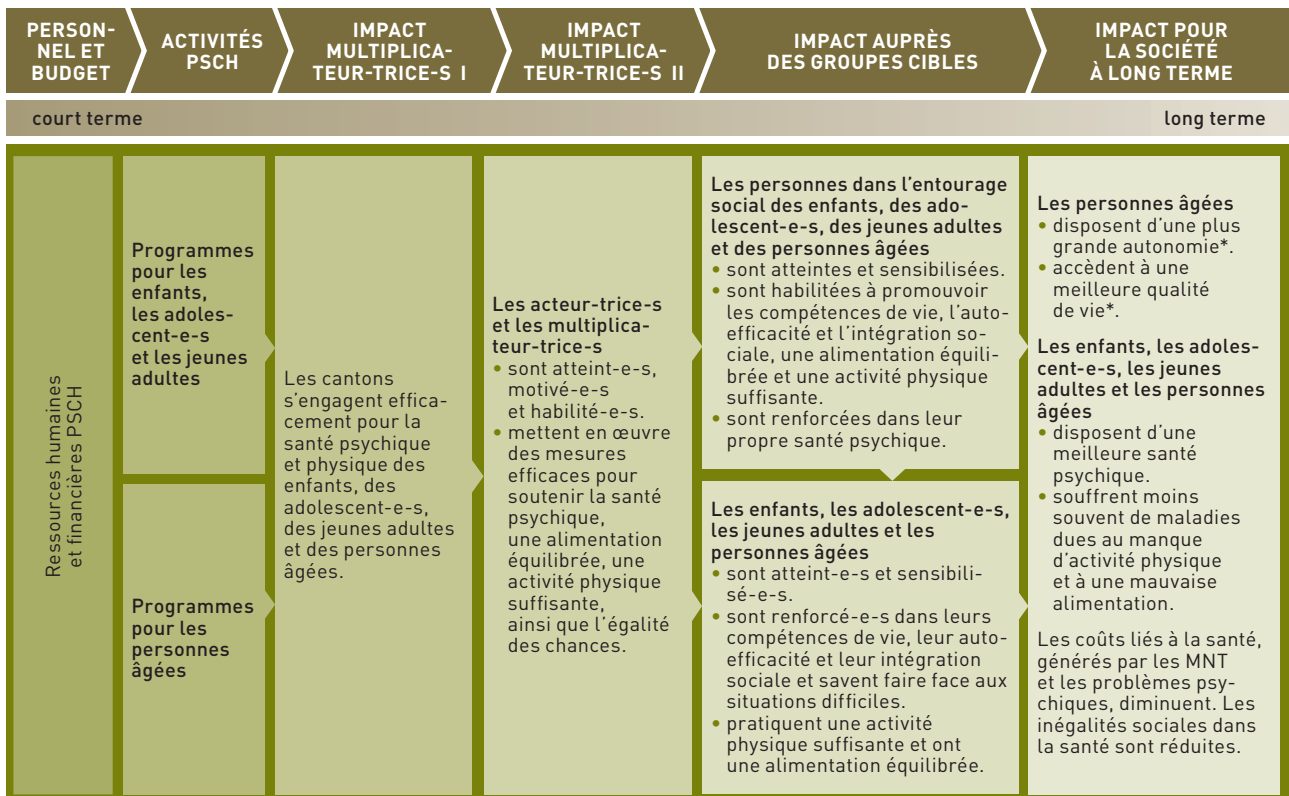 PERSON-
NEL ET
BUDGET
ACTIVITÉS
PSCH
IMPACT
MULTIPLICA-
TEUR-TRICE-S I
IMPACT
MULTIPLICA-
TEUR-TRICE-S II
IMPACT AUPRÈS
DES GROUPES CIBLES
IMPACT POUR
LA SOCIÉTÉ
À LONG TERME
court terme
long terme
Ressources humaines
et financières PSCH
Programmes
pour les
enfants,
les adoles-
cent-e-s
et les jeunes
adultes
Programmes
pour les
personnes
âgées
Les cantons
s’engagent effica-
cement pour la
santé psychique
et physique des
enfants, des
adolescent-e-s,
des jeunes adultes
et des personnes
âgées.
Les acteur-trice-s
et les multiplica-
teur-trice-s
• sont atteint-e-s,
motivé-e-s
et habilité-e-s.
• mettent en œuvre
des mesures
efficaces pour
soutenir la santé
psychique,
une alimentation
équilibrée, une
activité physique
suffisante,
ainsi que l’égalité
des chances.
Les personnes dans l’entourage
social des enfants, des ado-
lescent-e-s, des jeunes adultes
et des personnes âgées
• sont atteintes et sensibilisées.
• sont habilitées à promouvoir
les compétences de vie, l’auto-
efficacité et l’intégration so-
ciale, une alimentation équili-
brée et une activité physique
suffisante.
• sont renforcées dans leur
propre santé psychique.
Les enfants, les adolescent-e-s,
les jeunes adultes et les
personnes âgées
• sont atteint-e-s et sensibili-
sé-e-s.
• sont renforcé-e-s dans leurs
compétences de vie, leur auto-
efficacité et leur intégration
sociale et savent faire face aux
situations difficiles.
• pratiquent une activité
physique suffisante et ont
une alimentation équilibrée.
Les personnes âgées
• disposent d’une plus
grande autonomie*.
• accèdent à une
meilleure qualité
de vie*.
Les enfants, les adoles-
cent-e-s, les jeunes
adultes et les personnes
âgées
• disposent d’une
meilleure santé
psychique.
• souffrent moins
souvent de maladies
dues au manque
d’activité physique
et à une mauvaise
alimentation.
Les coûts liés à la santé,
générés par les MNT
et les problèmes psy-
chiques, diminuent. Les
inégalités sociales dans
la santé sont réduites.